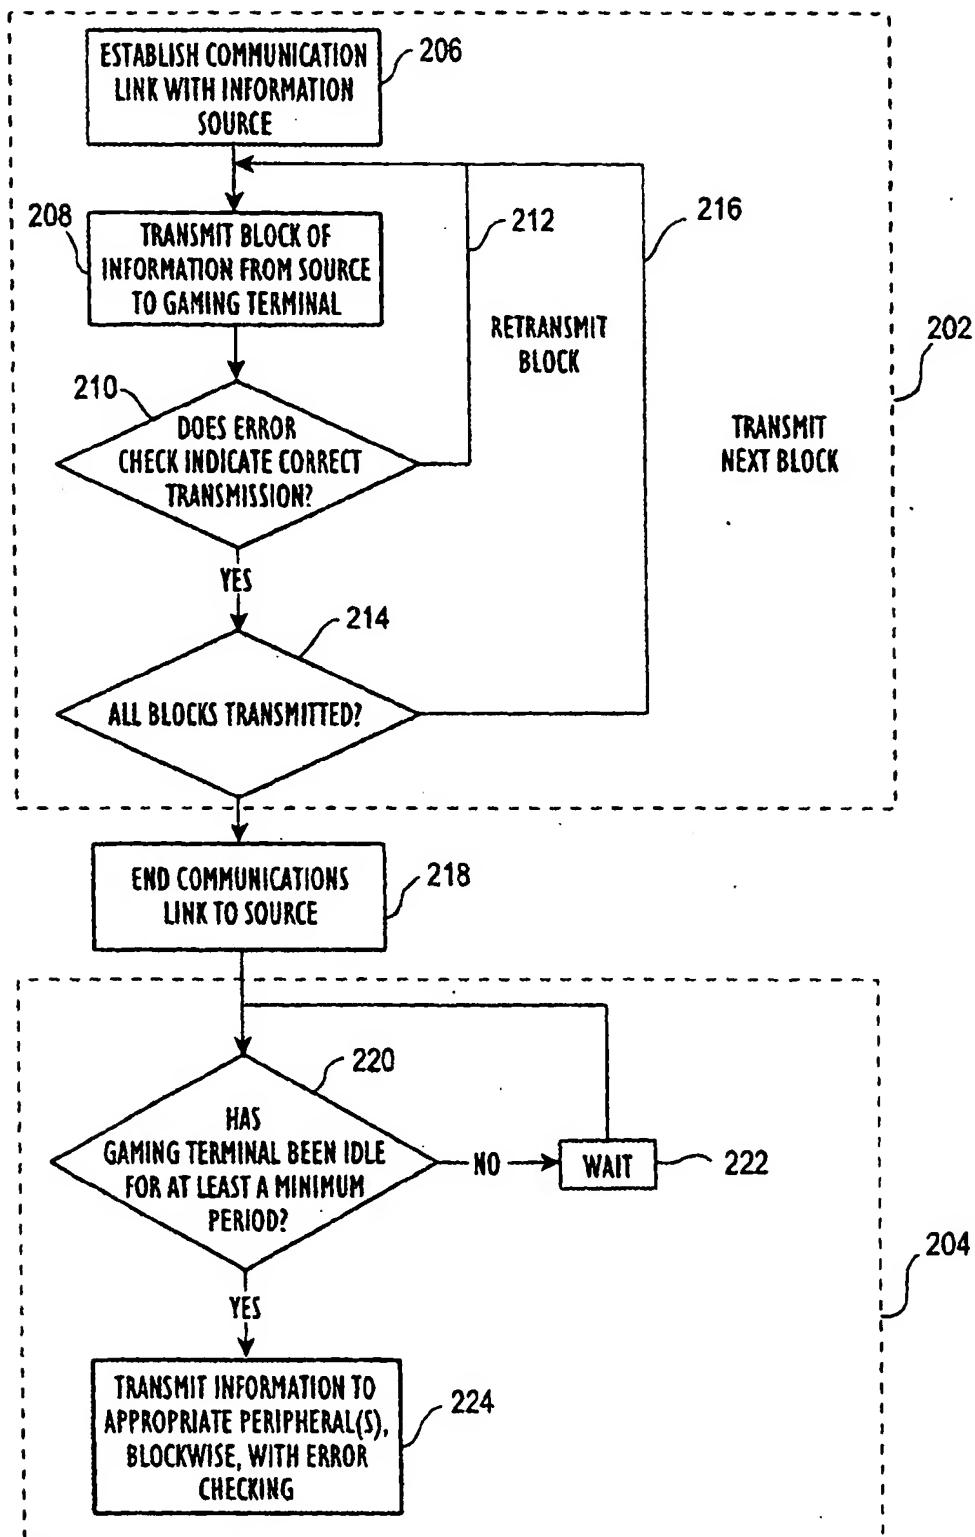 ESTABLISH COMMUNICATION
LINK WITH INFORMATION
SOURCE
206
208
TRANSMIT BLOCK OF
INFORMATION FROM SOURCE
TO GAMING TERMINAL
212
216
RETRANSMIT
BLOCK
202
210
DOES ERROR
CHECK INDICATE CORRECT
TRANSMISSION?
TRANSMIT
NEXT BLOCK
YES
214
ALL BLOCKS TRANSMITTED?
END COMMUNICATIONS
LINK TO SOURCE
218
220
HAS
GAMING TERMINAL BEEN IDLE
FOR AT LEAST A MINIMUM
PERIOD?
NO
WAIT
222
204
YES
TRANSMIT INFORMATION TO
APPROPRIATE PERIPHERAL(S),
BLOCKWISE, WITH ERROR
CHECKING
224